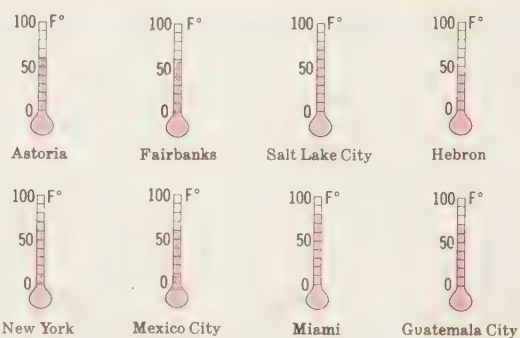 100 F° 100 F° 100 F° 100 F°
50 50 50 50
0 0 0 0
Astoria Fairbanks Salt Lake City Hebron
100 F° 100 F° 100 F° 100 F°
50 50 50 50
0 0 0 0
New York Mexico City Miami Guatemala City